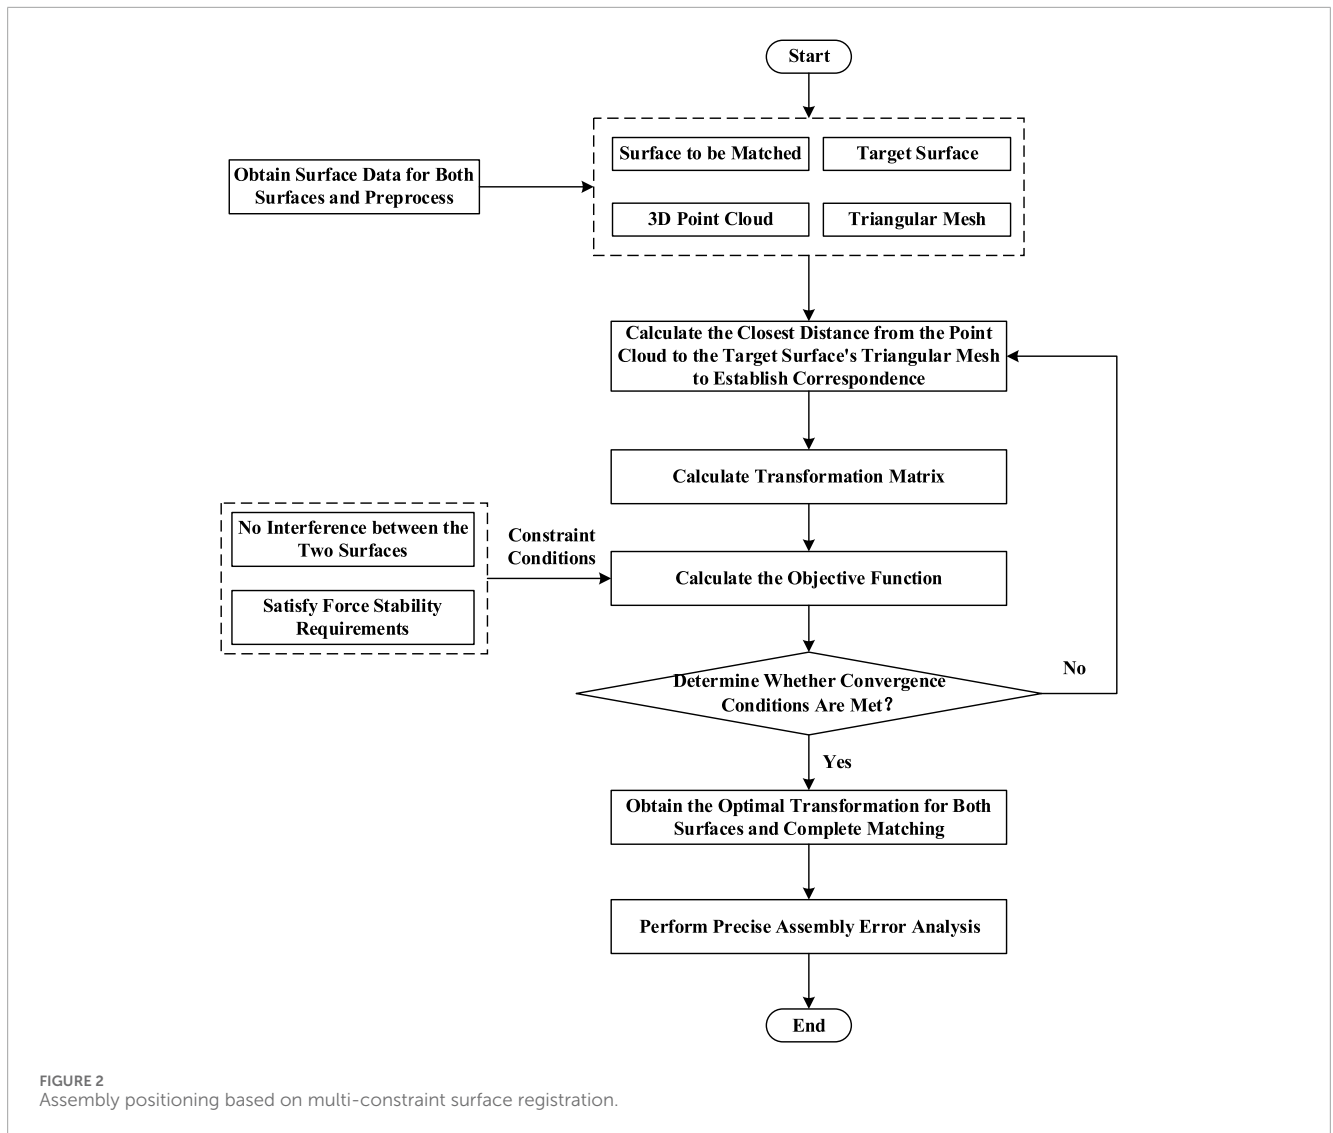 Start
Surface to be Matched
Target Surface
Obtain Surface Data for Both
Surfaces and Preprocess
3D Point Cloud
Triangular Mesh
Calculate the Closest Distance from the Point
Cloud to the Target Surface's Triangular Mesh
to Establish Correspondence
Calculate Transformation Matrix
No Interference between the
Two Surfaces
Satisfy Force Stability
Requirements
Constraint
Conditions
Calculate the Objective Function
Determine Whether Convergence
Conditions Are Met?
No
Yes
Obtain the Optimal Transformation for Both
Surfaces and Complete Matching
Perform Precise Assembly Error Analysis
End
FIGURE 2
Assembly positioning based on multi-constraint surface registration.